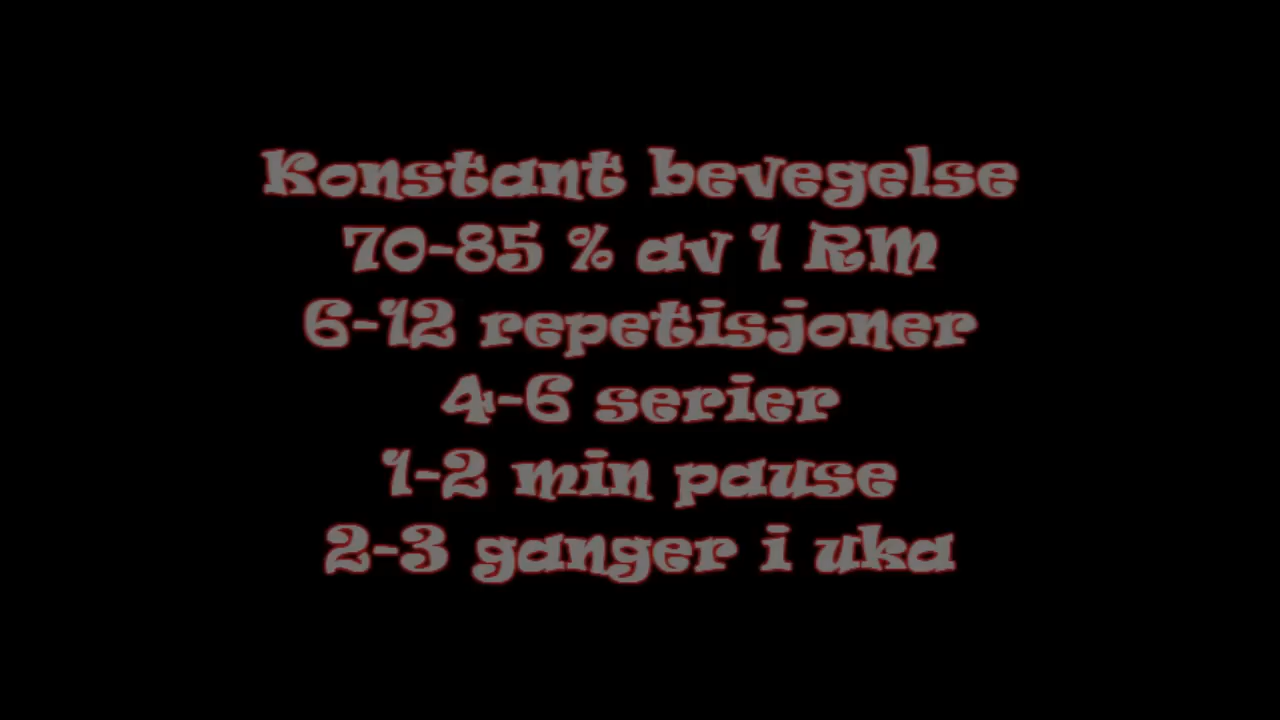 Konstant bevegelse
70-85 % av 1 RM
6-12 repetisjoner
4-6 serier
1-2 min pause
2-3 ganger i uka